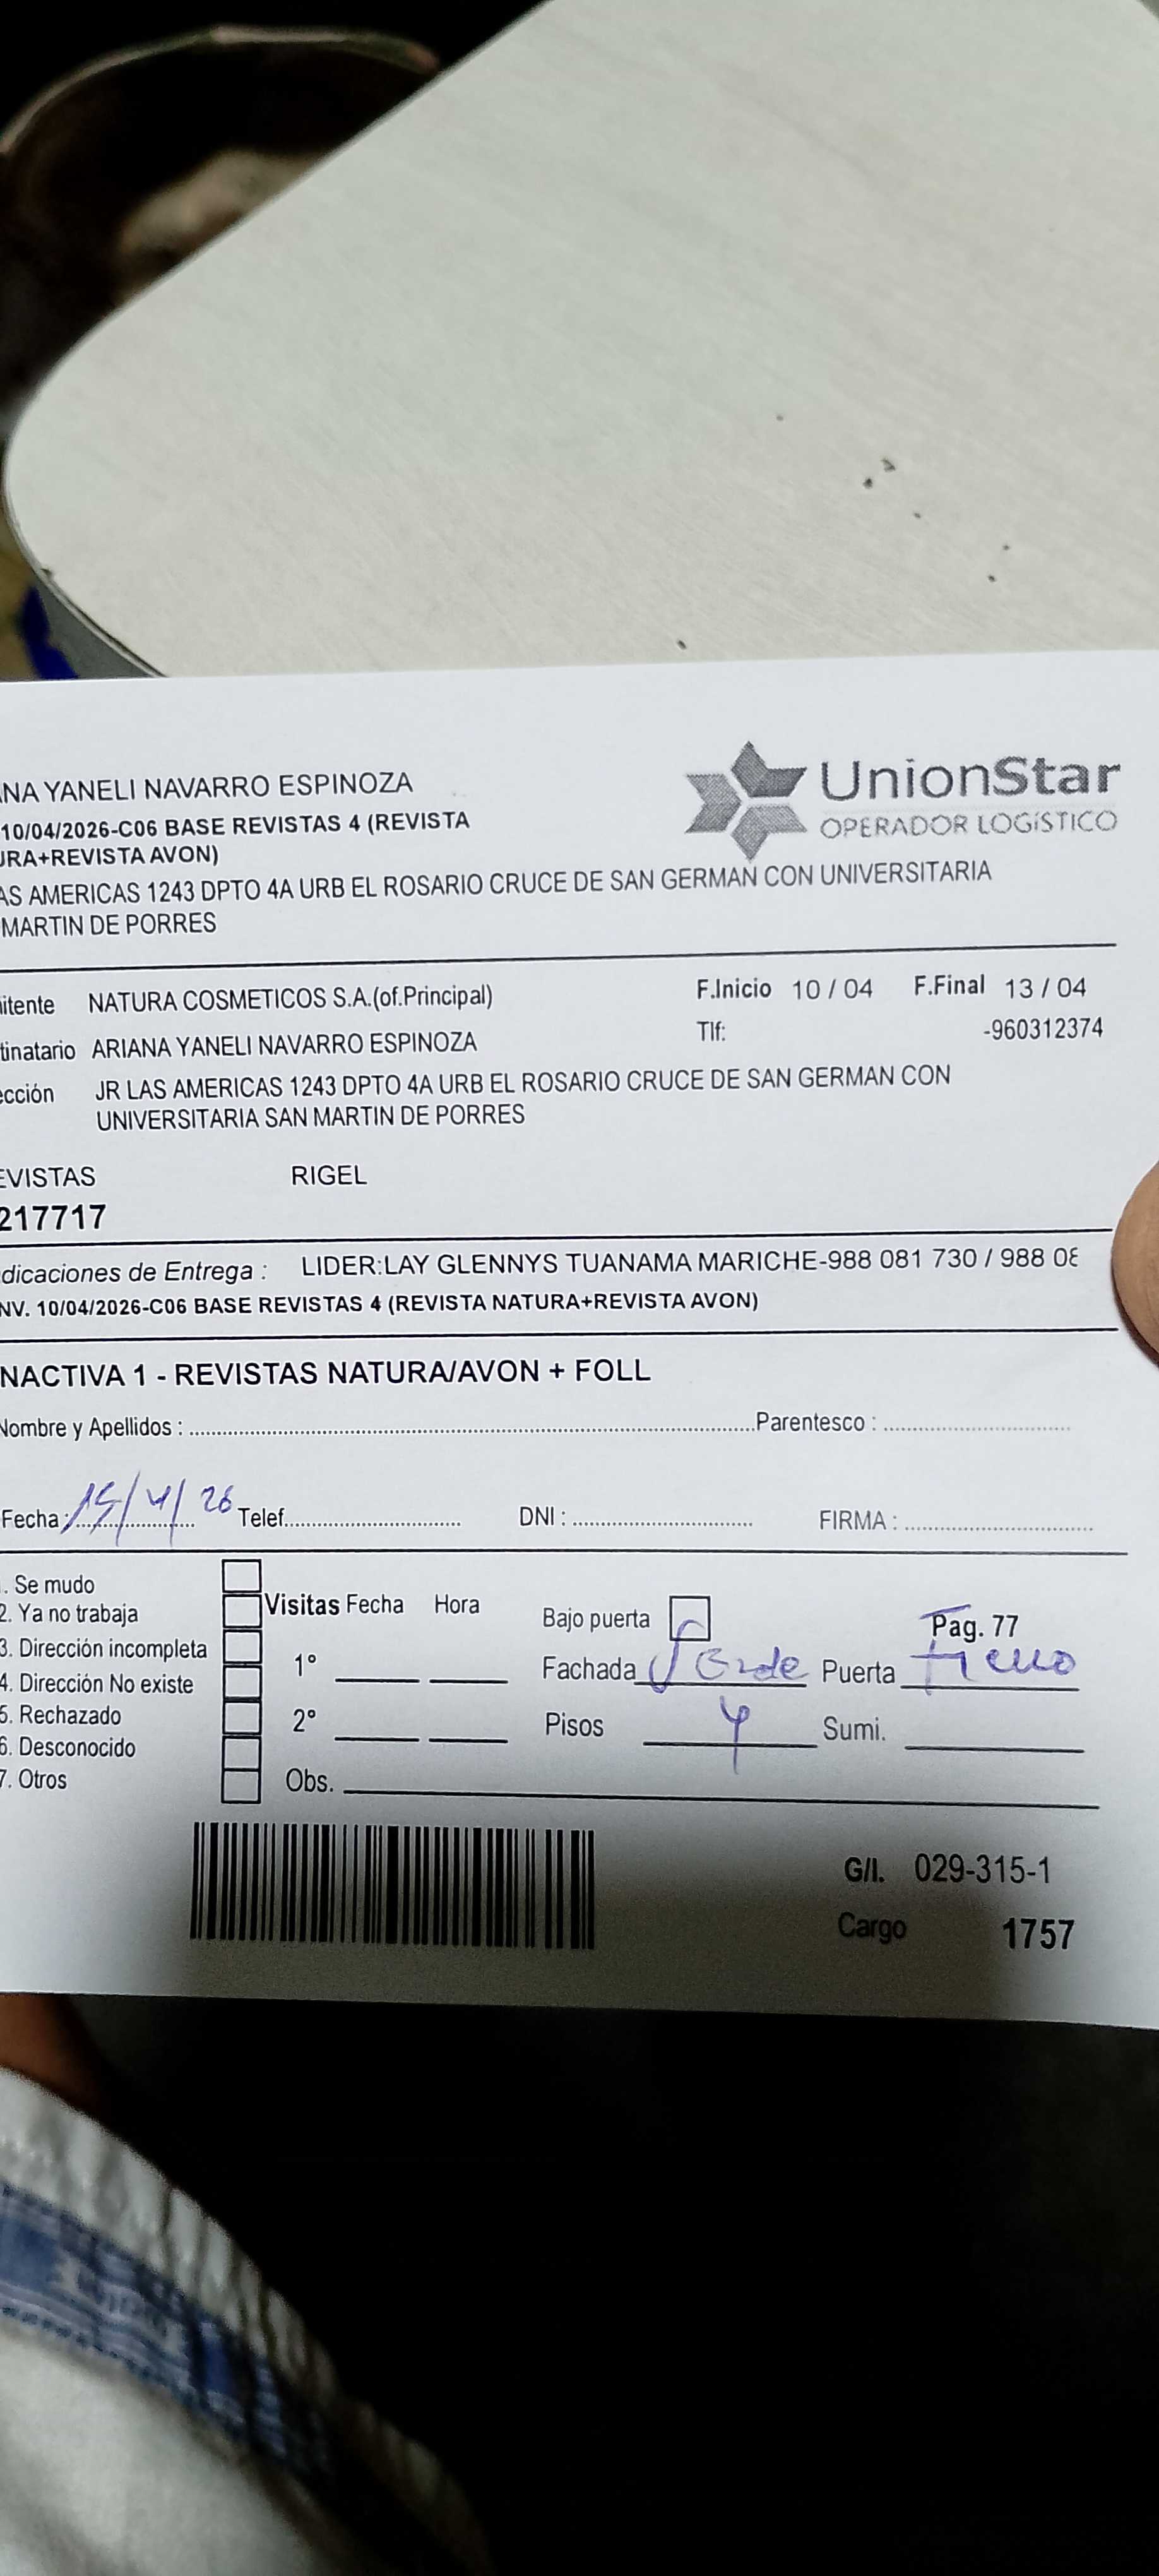 NA YANELI NAVARRO ESPINOZA
UnionStar
OPERADOR LOGÍSTICO
10/04/2026-C06 BASE REVISTAS 4 (REVISTA
URA+REVISTA AVON)
AS AMERICAS 1243 DPTO 4A URB EL ROSARIO CRUCE DE SAN GERMAN CON UNIVERSITARIA
MARTIN DE PORRES
itente NATURA COSMETICOS S.A.(of.Principal) F.Inicio 10 / 04 F.Final 13 / 04
tinatario ARIANA YANELI NAVARRO ESPINOZA Tlf: -960312374
ección JR LAS AMERICAS 1243 DPTO 4A URB EL ROSARIO CRUCE DE SAN GERMAN CON
UNIVERSITARIA SAN MARTIN DE PORRES
EVISTAS RIGEL
217717
dicaciones de Entrega : LIDER:LAY GLENNYS TUANAMA MARICHE-988 081 730 / 988 08
NV. 10/04/2026-C06 BASE REVISTAS 4 (REVISTA NATURA+REVISTA AVON)
NACTIVA 1 - REVISTAS NATURA/AVON + FOLL
Nombre y Apellidos : Parentesco :
Fecha: 15/4/26 Telef. DNI : FIRMA :
. Se mudo
2. Ya no trabaja
3. Dirección incompleta
4. Dirección No existe
5. Rechazado
6. Desconocido
7. Otros
Visitas Fecha Hora
1°
2°
Obs.
Bajo puerta Pag. 77
Fachada Verde Puerta Fierro
Pisos 4 Sumi.
G/I. 029-315-1
Cargo 1757